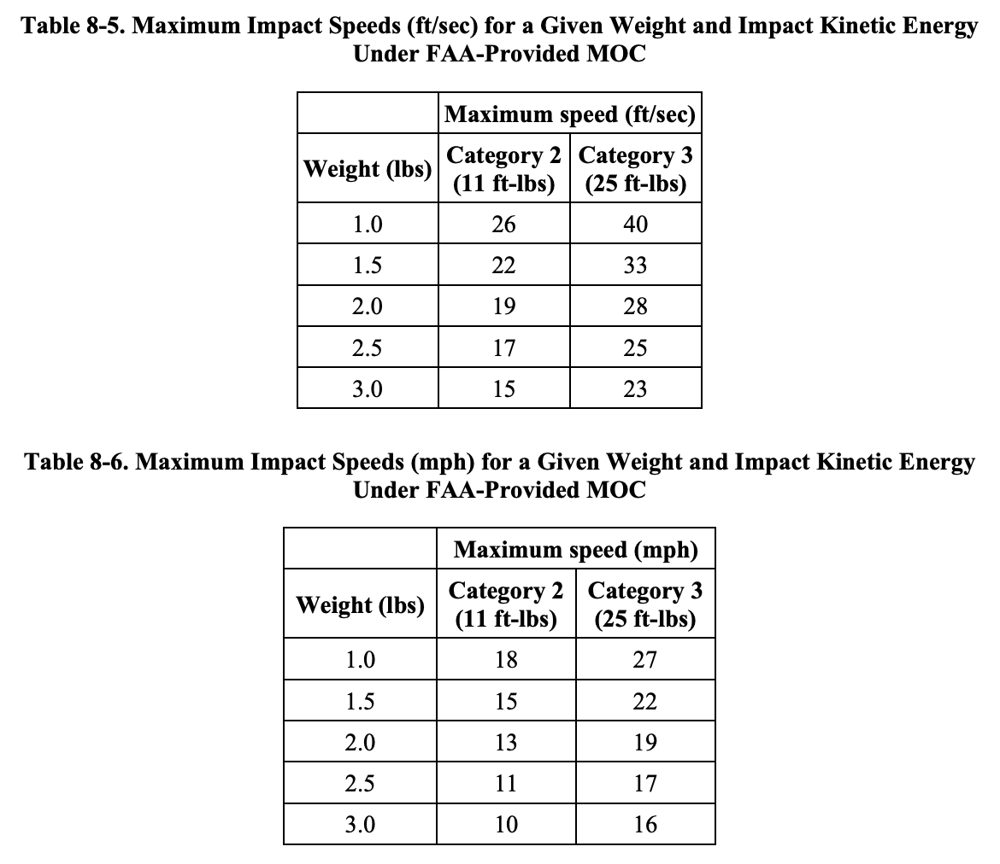 Table 8-5. Maximum Impact Speeds (ft/sec) for a Given Weight and Impact Kinetic Energy
Under FAA-Provided MOC
Maximum speed (ft/sec)
Weight (lbs) Category 2 (11 ft-lbs) Category 3 (25 ft-lbs)
1.0 26 40
1.5 22 33
2.0 19 28
2.5 17 25
3.0 15 23
Table 8-6. Maximum Impact Speeds (mph) for a Given Weight and Impact Kinetic Energy
Under FAA-Provided MOC
Maximum speed (mph)
Weight (lbs) Category 2 (11 ft-lbs) Category 3 (25 ft-lbs)
1.0 18 27
1.5 15 22
2.0 13 19
2.5 11 17
3.0 10 16